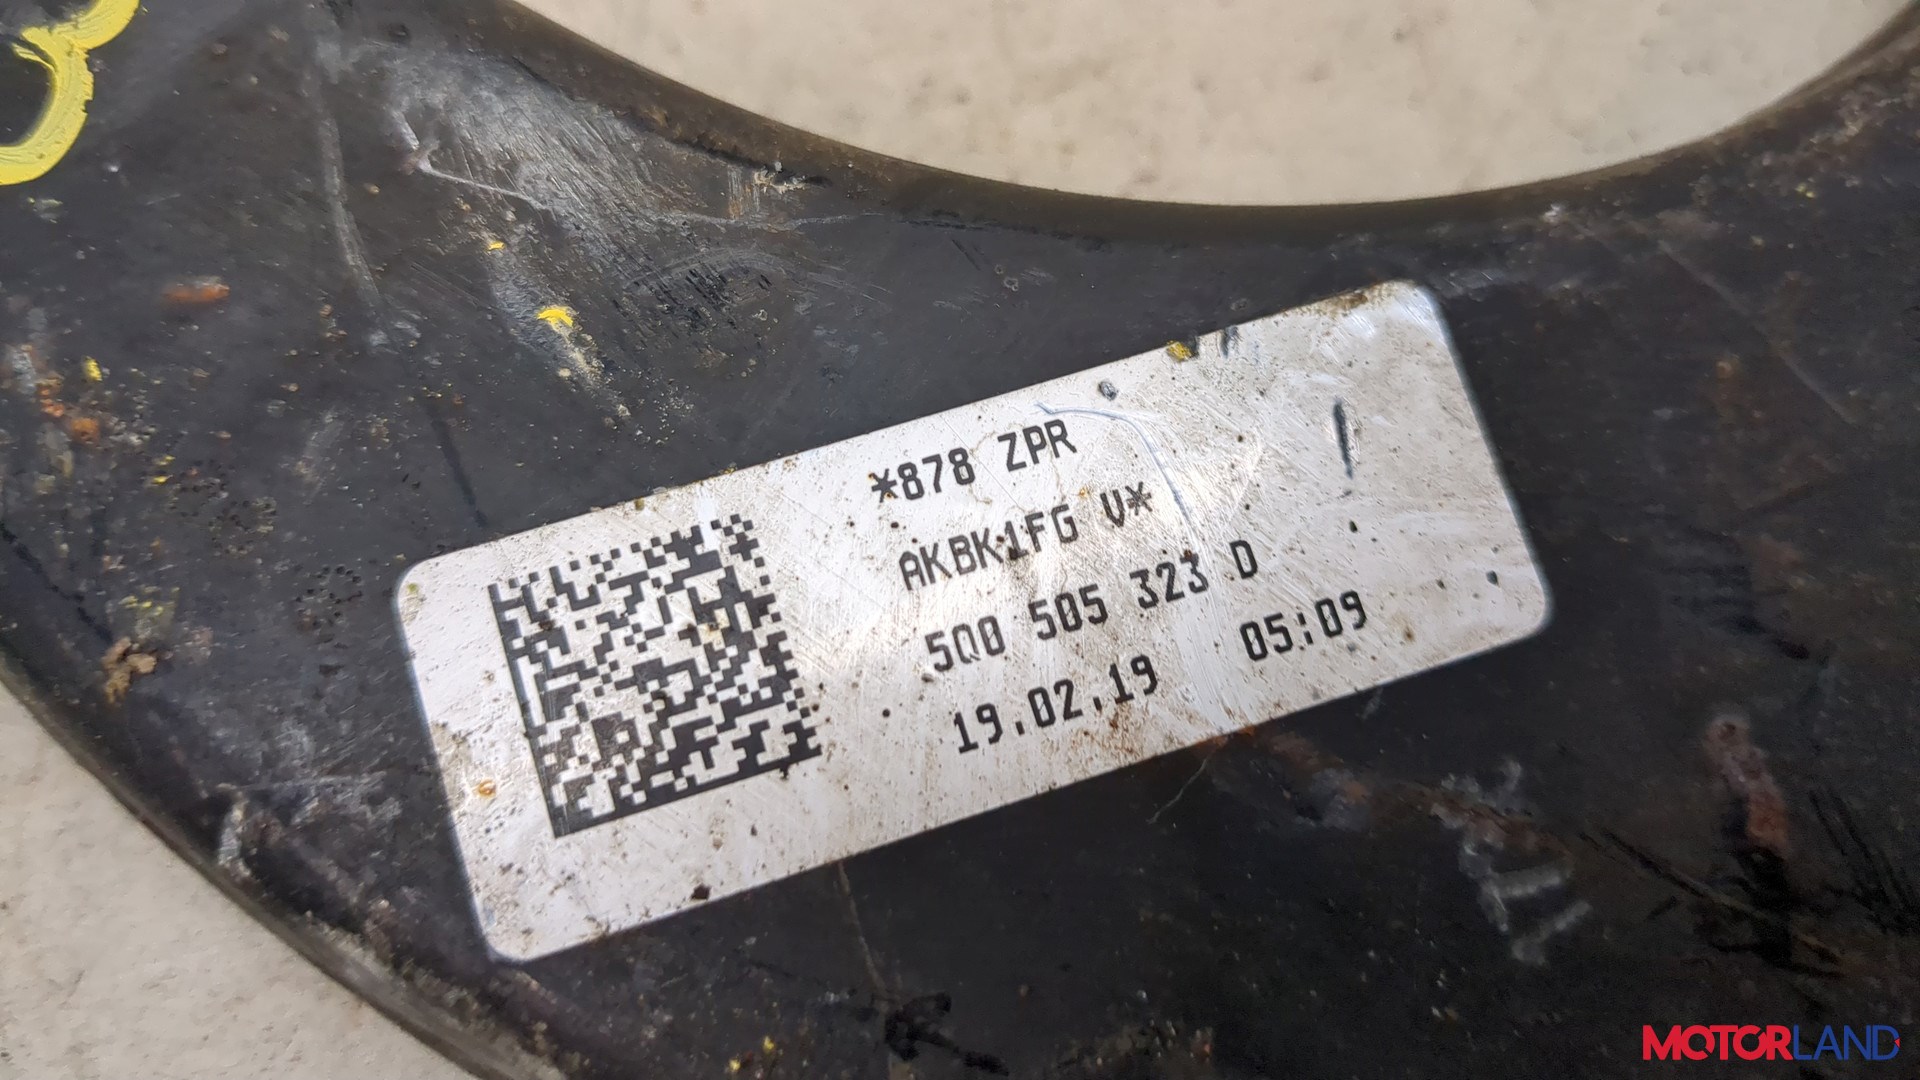 *878 ZPR
AKBK1FG V*
5Q0 505 323 D
19.02.19 05:09
MOTORLAND